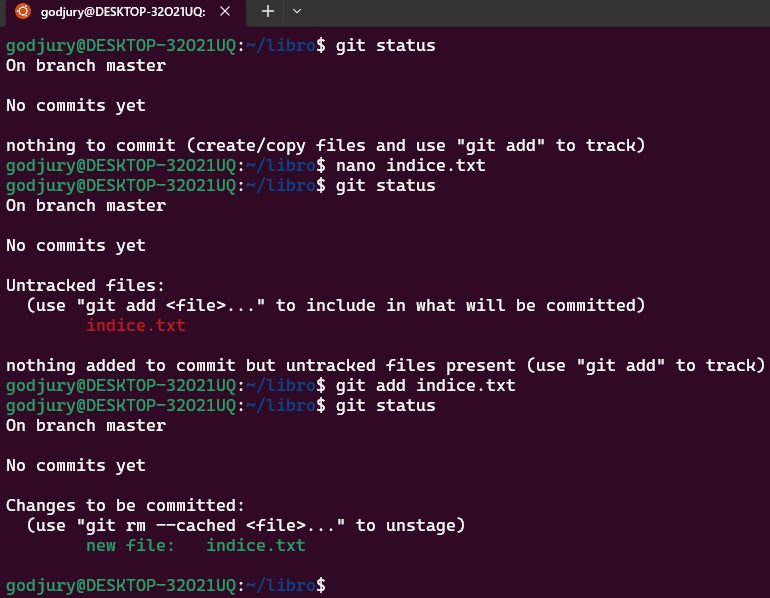 godjury@DESKTOP-32O21UQ:
godjury@DESKTOP-32O21UQ:~/libro$ git status
On branch master
No commits yet
nothing to commit (create/copy files and use "git add" to track)
godjury@DESKTOP-32O21UQ:~/libro$ nano indice.txt
godjury@DESKTOP-32O21UQ:~/libro$ git status
On branch master
No commits yet
Untracked files:
  (use "git add <file>..." to include in what will be committed)
        indice.txt
nothing added to commit but untracked files present (use "git add" to track)
godjury@DESKTOP-32O21UQ:~/libro$ git add indice.txt
godjury@DESKTOP-32O21UQ:~/libro$ git status
On branch master
No commits yet
Changes to be committed:
  (use "git rm --cached <file>..." to unstage)
        new file:   indice.txt
godjury@DESKTOP-32O21UQ:~/libro$